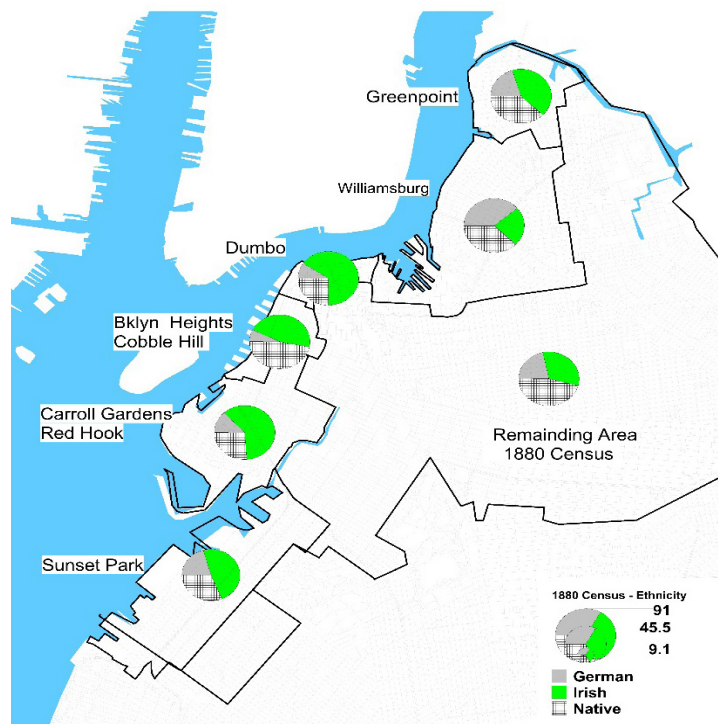 Greenpoint
Williamsburg
Dumbo
Bklyn Heights
Cobble Hill
Carroll Gardens
Red Hook
Remainding Area
1880 Census
Sunset Park
1880 Census - Ethnicity
91
45.5
9.1
German
Irish
Native